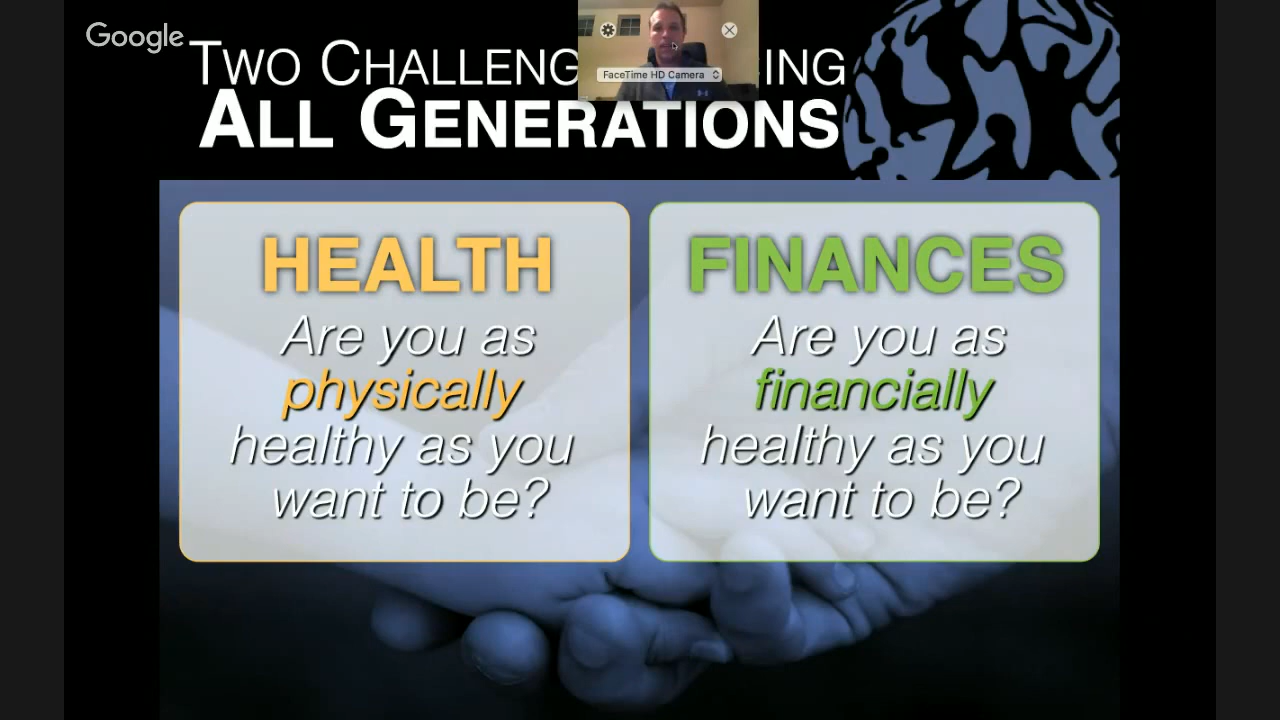 Google
TWO CHALLENG ING
ALL GENERATIONS
FaceTime HD Camera
HEALTH
Are you as
physically
healthy as you
want to be?
FINANCES
Are you as
financially
healthy as you
want to be?